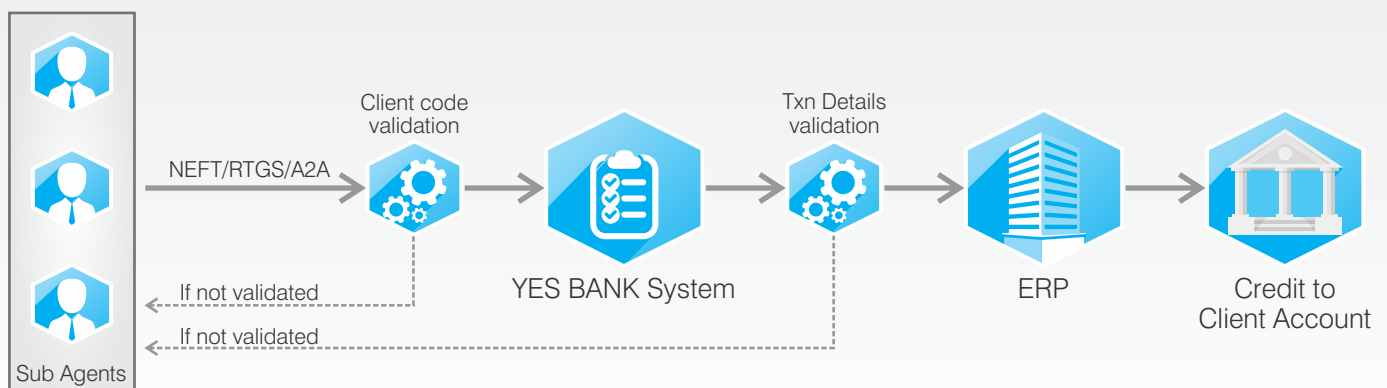 Client code
validation
Txn Details
validation
NEFT/RTGS/A2A
YES BANK System
ERP
Credit to
Client Account
If not validated
If not validated
Sub Agents